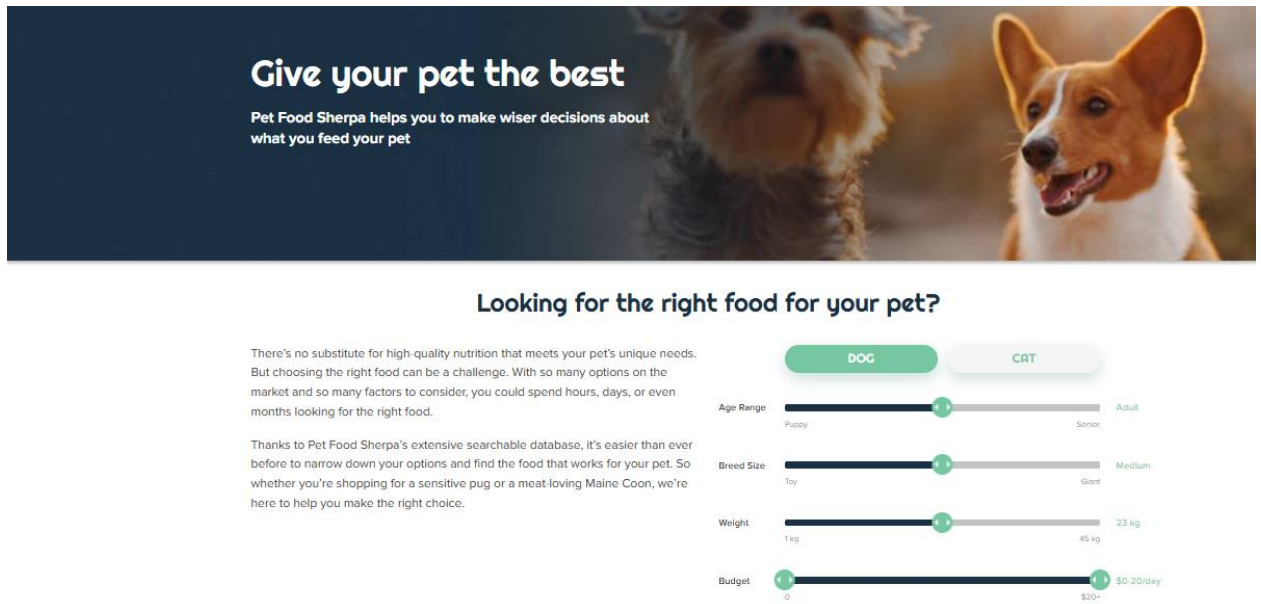 Give your pet the best
Pet Food Sherpa helps you to make wiser decisions about
what you feed your pet
Looking for the right food for your pet?
There's no substitute for high-quality nutrition that meets your pet's unique needs.
But choosing the right food can be a challenge. With so many options on the
market and so many factors to consider, you could spend hours, days, or even
months looking for the right food.
Thanks to Pet Food Sherpa's extensive searchable database, it's easier than ever
before to narrow down your options and find the food that works for your pet. So
whether you're shopping for a sensitive pug or a meat-loving Maine Coon, we're
here to help you make the right choice.
DOG CAT
Age Range Adult
Puppy Senior
Breed Size Medium
Toy Giant
Weight 23 kg
1 kg 45 kg
Budget $0-20/day
0 $20+